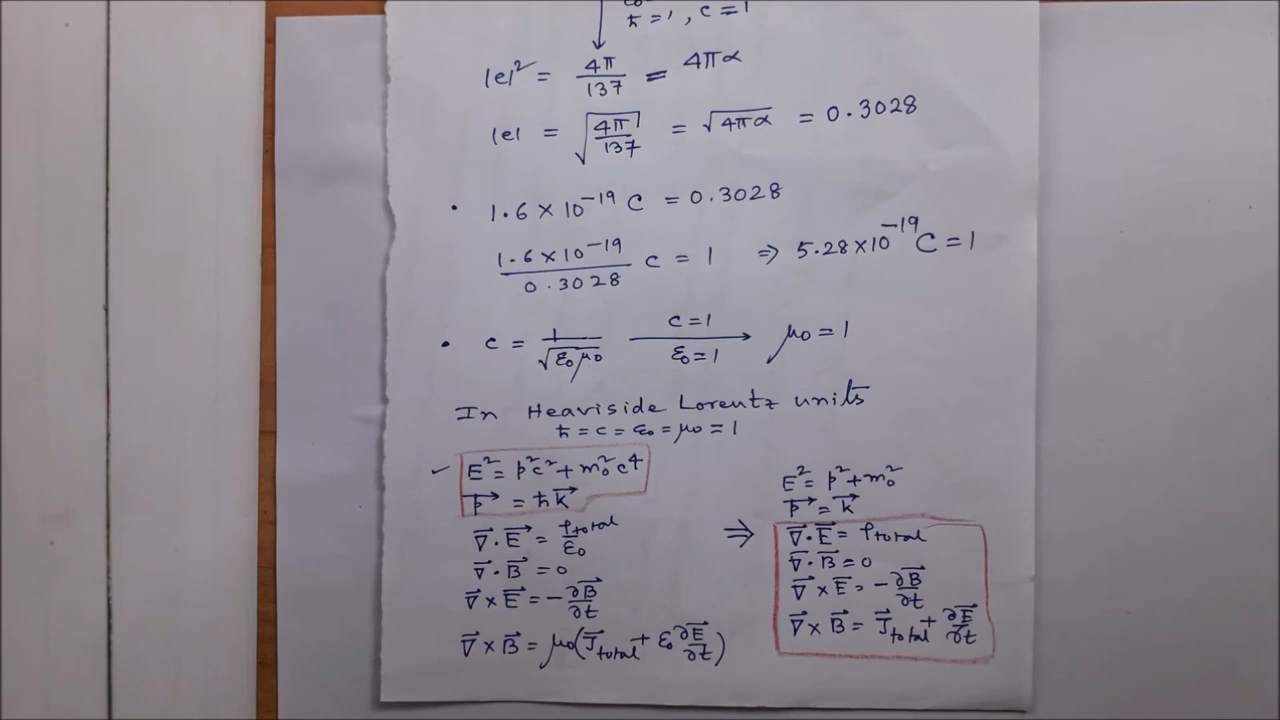 ħ = 1, c = 1
|e|² = 4π/137 = 4πα
|e| = √(4π/137) = √(4πα) = 0.3028
• 1.6 × 10⁻¹⁹ C = 0.3028
1.6 × 10⁻¹⁹/0.3028 C = 1 ⇒ 5.28 × 10⁻¹⁹ C = 1
• c = 1/√(ε₀μ₀) c = 1 ⟶ ε₀ = 1 μ₀ = 1
In Heaviside Lorentz units
ħ = c = ε₀ = μ₀ = 1
✓ E² = p²c² + m₀²c⁴
p⃗ = ħk⃗
∇⃗·E⃗ = ρtotal/ε₀
∇⃗·B⃗ = 0
∇⃗×E⃗ = -∂B⃗/∂t
∇⃗×B⃗ = μ₀(J⃗total + ε₀ ∂E⃗/∂t)
⇒
E² = p² + m₀²
p⃗ = k⃗
∇⃗·E⃗ = ρtotal
∇⃗·B⃗ = 0
∇⃗×E⃗ = -∂B⃗/∂t
∇⃗×B⃗ = J⃗total + ∂E⃗/∂t